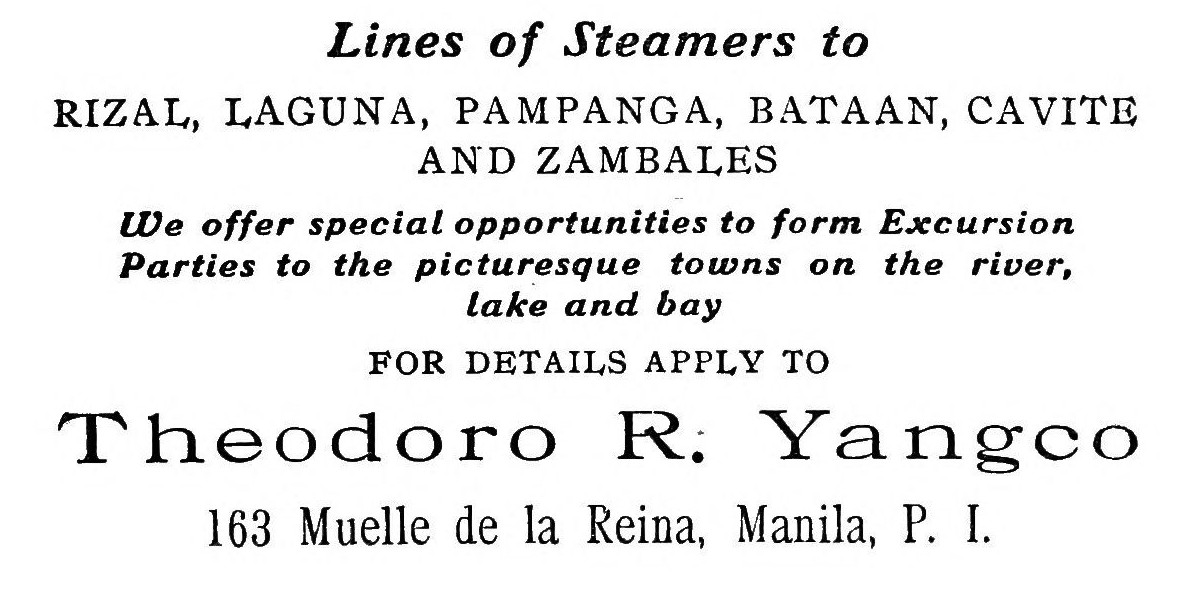 Lines of Steamers to
RIZAL, LAGUNA, PAMPANGA, BATAAN, CAVITE
AND ZAMBALES
We offer special opportunities to form Excursion
Parties to the picturesque towns on the river,
lake and bay
FOR DETAILS APPLY TO
Theodoro R. Yangco
163 Muelle de la Reina, Manila, P. I.